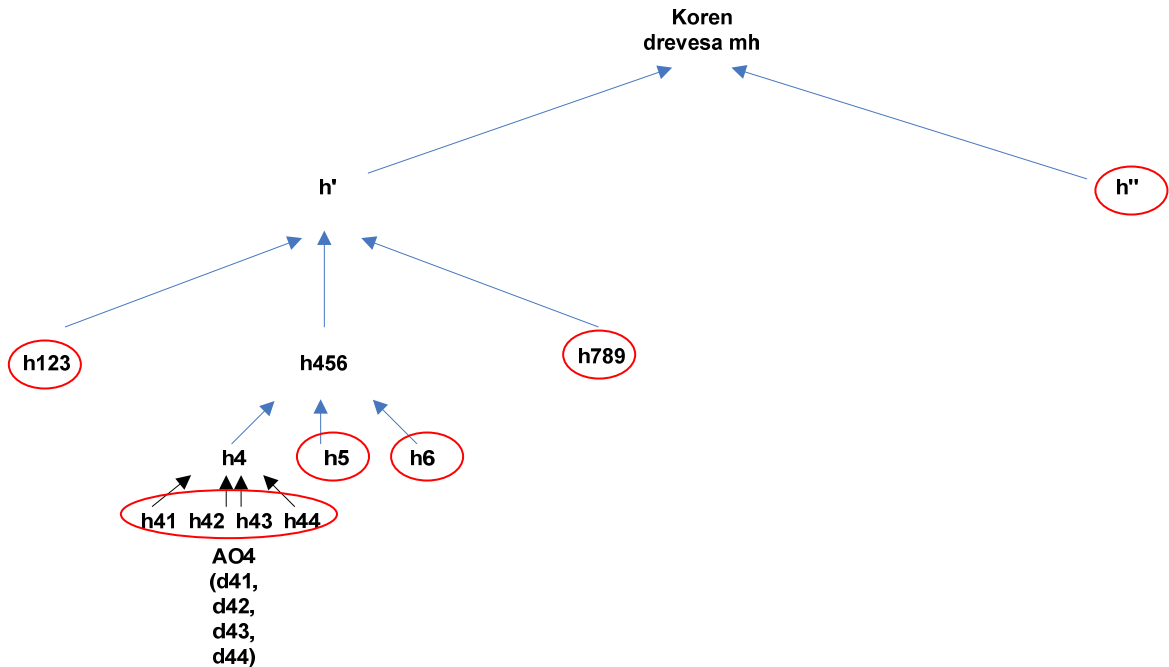 Koren
drevesa mh
h'
h"
h123
h456
h789
h4
h5
h6
h41 h42 h43 h44
AO4
(d41,
d42,
d43,
d44)